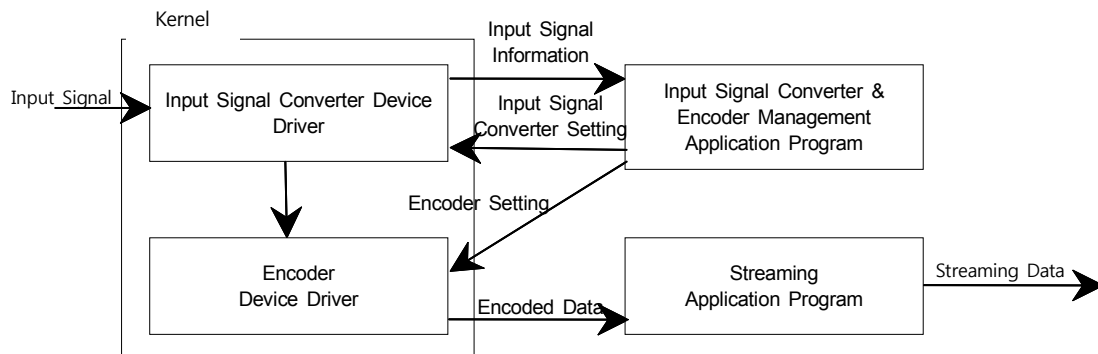 Kernel
Input Signal
Information
Input Signal
Input Signal Converter Device
Driver
Input Signal
Converter Setting
Input Signal Converter &
Encoder Management
Application Program
Encoder Setting
Encoder
Device Driver
Encoded Data
Streaming
Application Program
Streaming Data